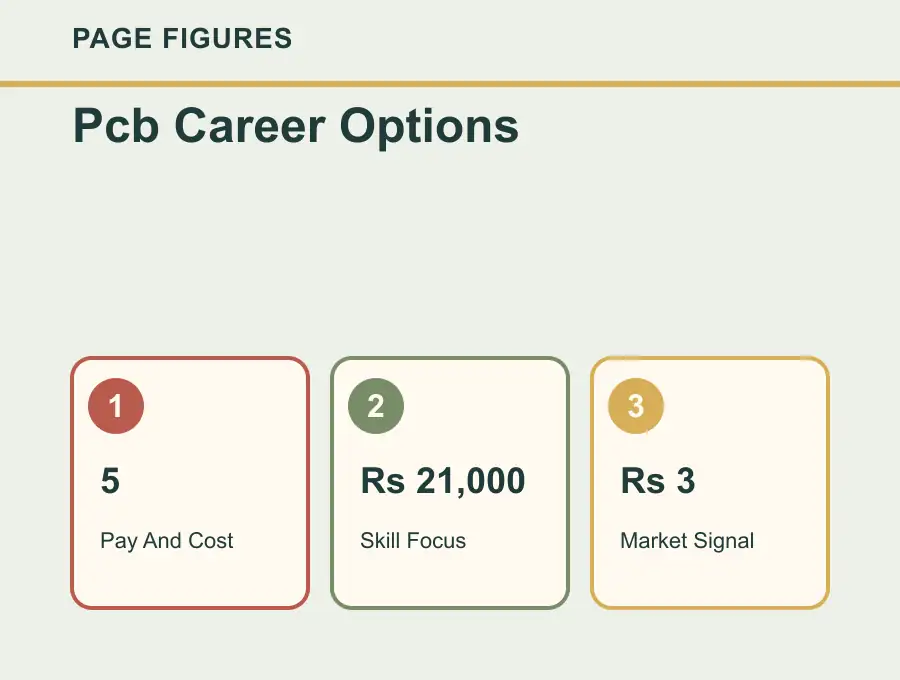 PAGE FIGURES
Pcb Career Options
1
5
Pay And Cost
2
Rs 21,000
Skill Focus
3
Rs 3
Market Signal